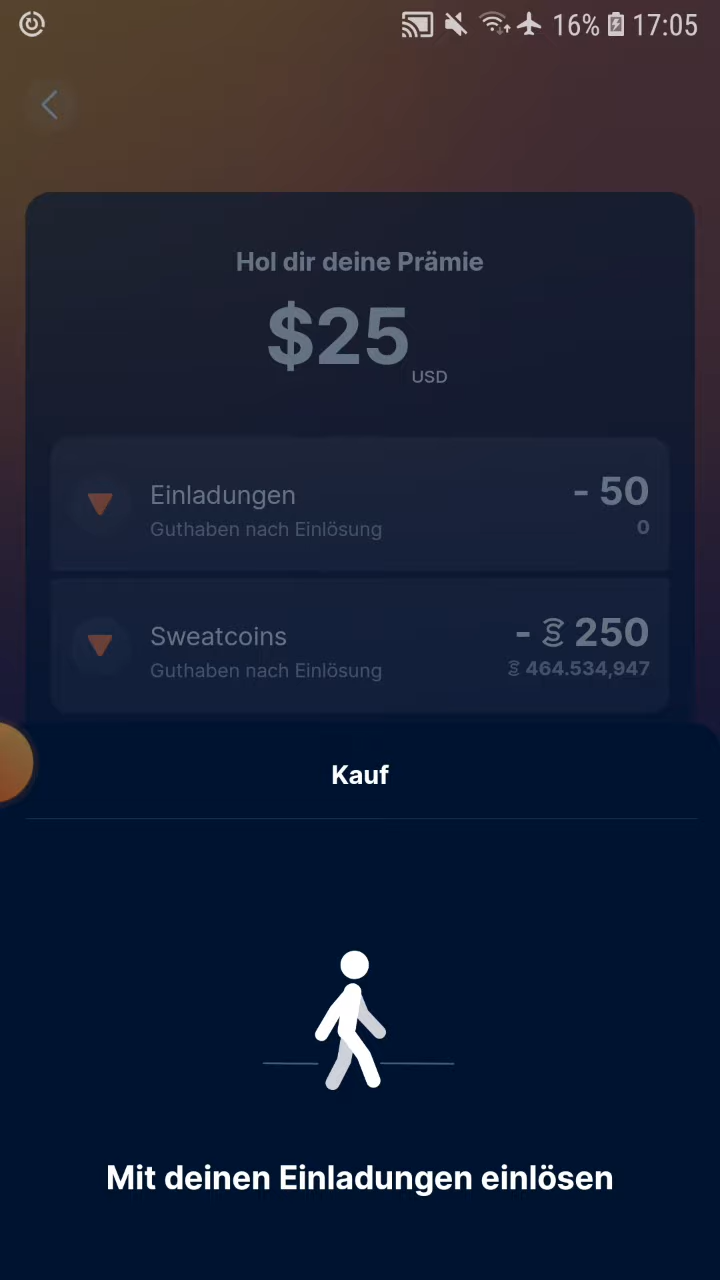 16% 17:05
Hol dir deine Prämie
$25
USD
Einladungen - 50
Guthaben nach Einlösung 0
Sweatcoins - 250
Guthaben nach Einlösung 464.534,947
Kauf
Mit deinen Einladungen einlösen